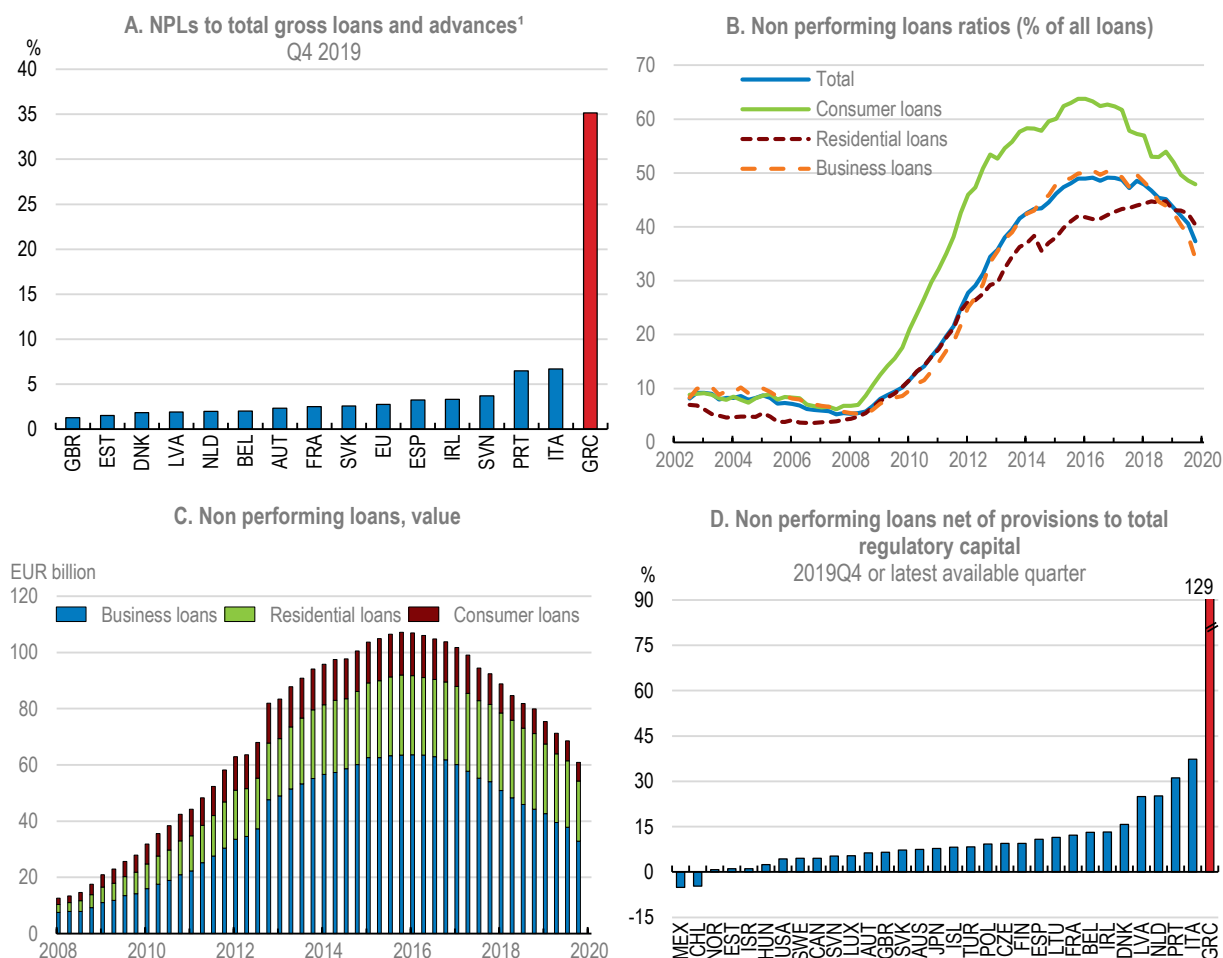 A. NPLs to total gross loans and advances¹
Q4 2019
%
40
35
30
25
20
15
10
5
0
GBR
EST
DNK
LVA
NLD
BEL
AUT
FRA
SVK
EU
ESP
IRL
SVN
PRT
ITA
GRC
B. Non performing loans ratios (% of all loans)
70
60
50
40
30
20
10
0
Total
Consumer loans
Residential loans
Business loans
2002 2004 2006 2008 2010 2012 2014 2016 2018 2020
C. Non performing loans, value
EUR billion
120
100
80
60
40
20
0
Business loans Residential loans Consumer loans
2008 2010 2012 2014 2016 2018 2020
D. Non performing loans net of provisions to total
regulatory capital
2019Q4 or latest available quarter
%
129
90
75
60
45
30
15
0
-15
MEX
CHL
NOR
EST
ISR
HUN
USA
SWE
CAN
SVN
LUX
AUT
GBR
SVK
AUS
JPN
ISL
TUR
POL
CZE
FIN
ESP
LTU
FRA
BEL
IRL
DNK
LVA
NLD
PRT
ITA
GRC